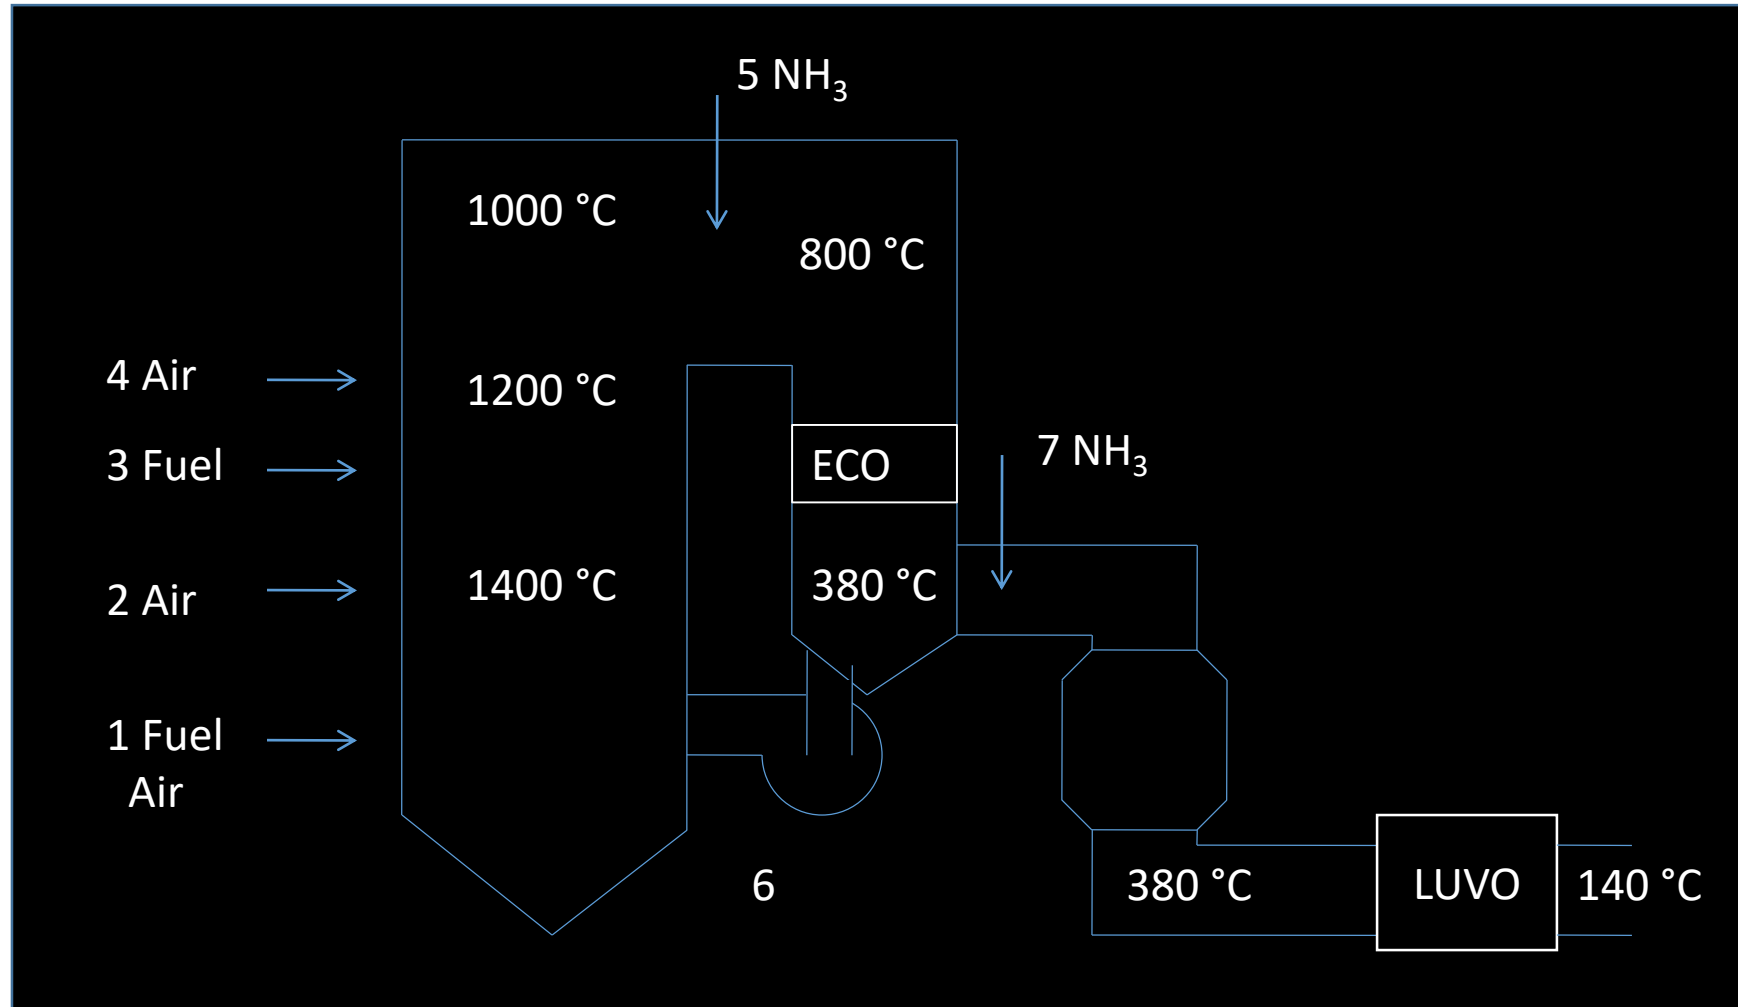 5 NH₃
1000 °C
800 °C
4 Air
1200 °C
3 Fuel
ECO
7 NH₃
2 Air
1400 °C
380 °C
1 Fuel
Air
6
380 °C
LUVO
140 °C